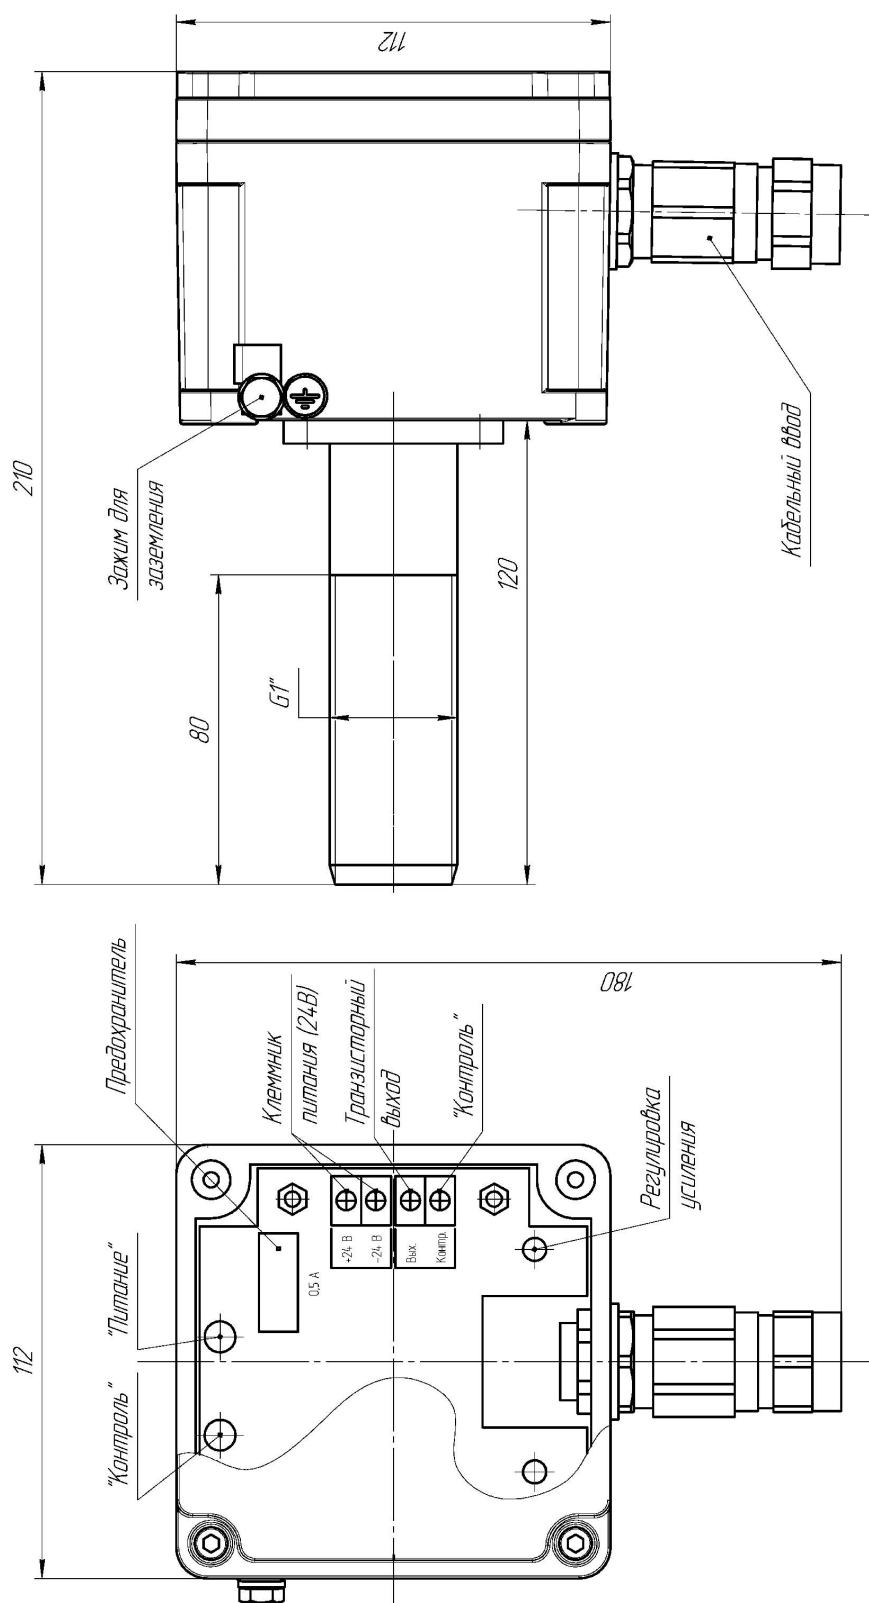 112
210
Зажим для
заземления
80
G1"
120
Кабельный ввод
112
"Контроль"
"Питание"
Предохранитель
Клеммник
питания (24В)
Транзисторный
выход
"Контроль"
Регулировка
усиления
180
0,5 А
+24 В
-24 В
Вых.
Контр.